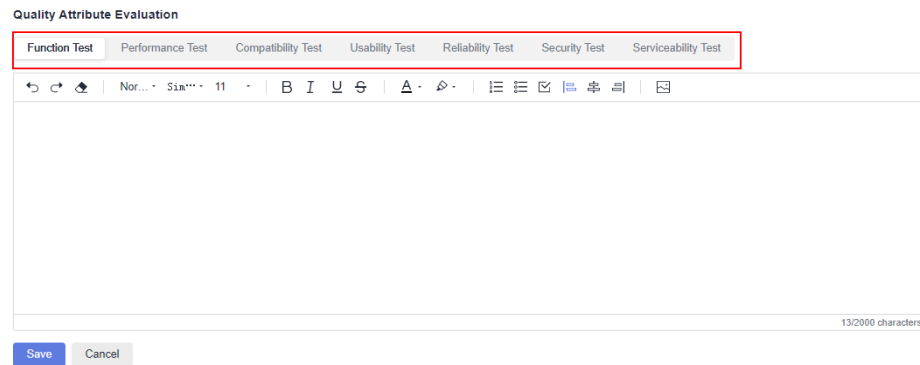 Quality Attribute Evaluation
Function Test Performance Test Compatibility Test Usability Test Reliability Test Security Test Serviceability Test
Nor... Sim... 11 B I U S A
13/2000 characters
Save Cancel